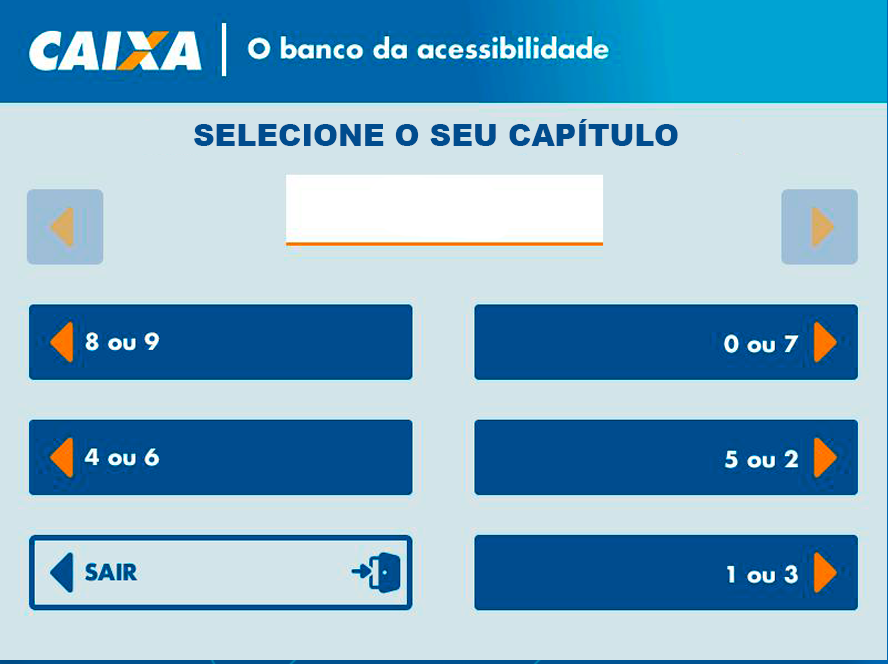 CAIXA
O banco da acessibilidade
SELECIONE O SEU CAPÍTULO
8 ou 9
0 ou 7
4 ou 6
5 ou 2
SAIR
1 ou 3